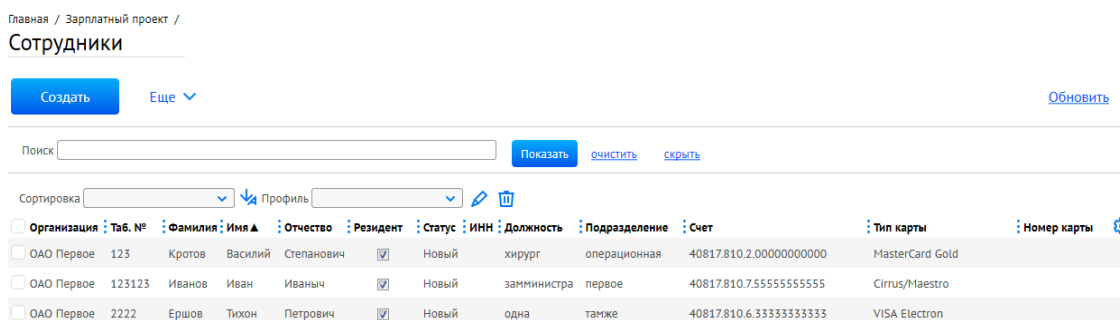 Главная / Зарплатный проект /
Сотрудники
Создать Еще Обновить
Поиск Показать очистить скрыть
Сортировка Профиль
Организация Таб. № Фамилия Имя▲ Отчество Резидент Статус ИНН Должность Подразделение Счет Тип карты Номер карты
ОАО Первое 123 Кротов Василий Степанович Новый хирург операционная 40817.810.2.00000000000 MasterCard Gold
ОАО Первое 123123 Иванов Иван Иваныч Новый замминистра первое 40817.810.7.55555555555 Cirrus/Maestro
ОАО Первое 2222 Ершов Тихон Петрович Новый одна тамже 40817.810.6.33333333333 VISA Electron